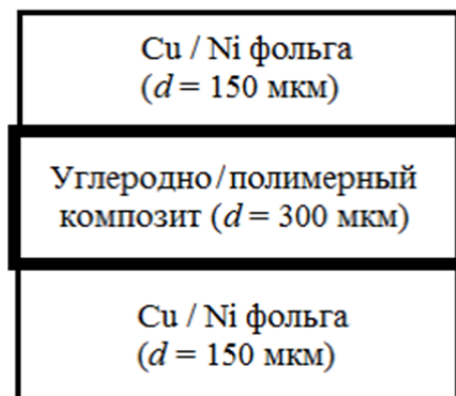 Cu / Ni фольга
(d = 150 мкм)
Углеродно/полимерный
композит (d = 300 мкм)
Cu / Ni фольга
(d = 150 мкм)